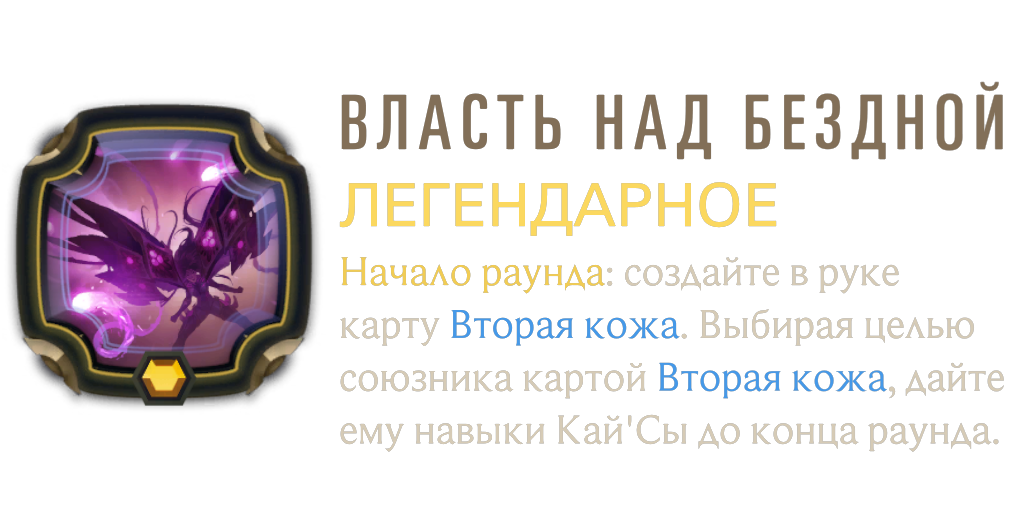 ВЛАСТЬ НАД БЕЗДНОЙ
ЛЕГЕНДАРНОЕ
Начало раунда: создайте в руке
карту Вторая кожа. Выбирая целью
союзника картой Вторая кожа, дайте
ему навыки Кай'Сы до конца раунда.